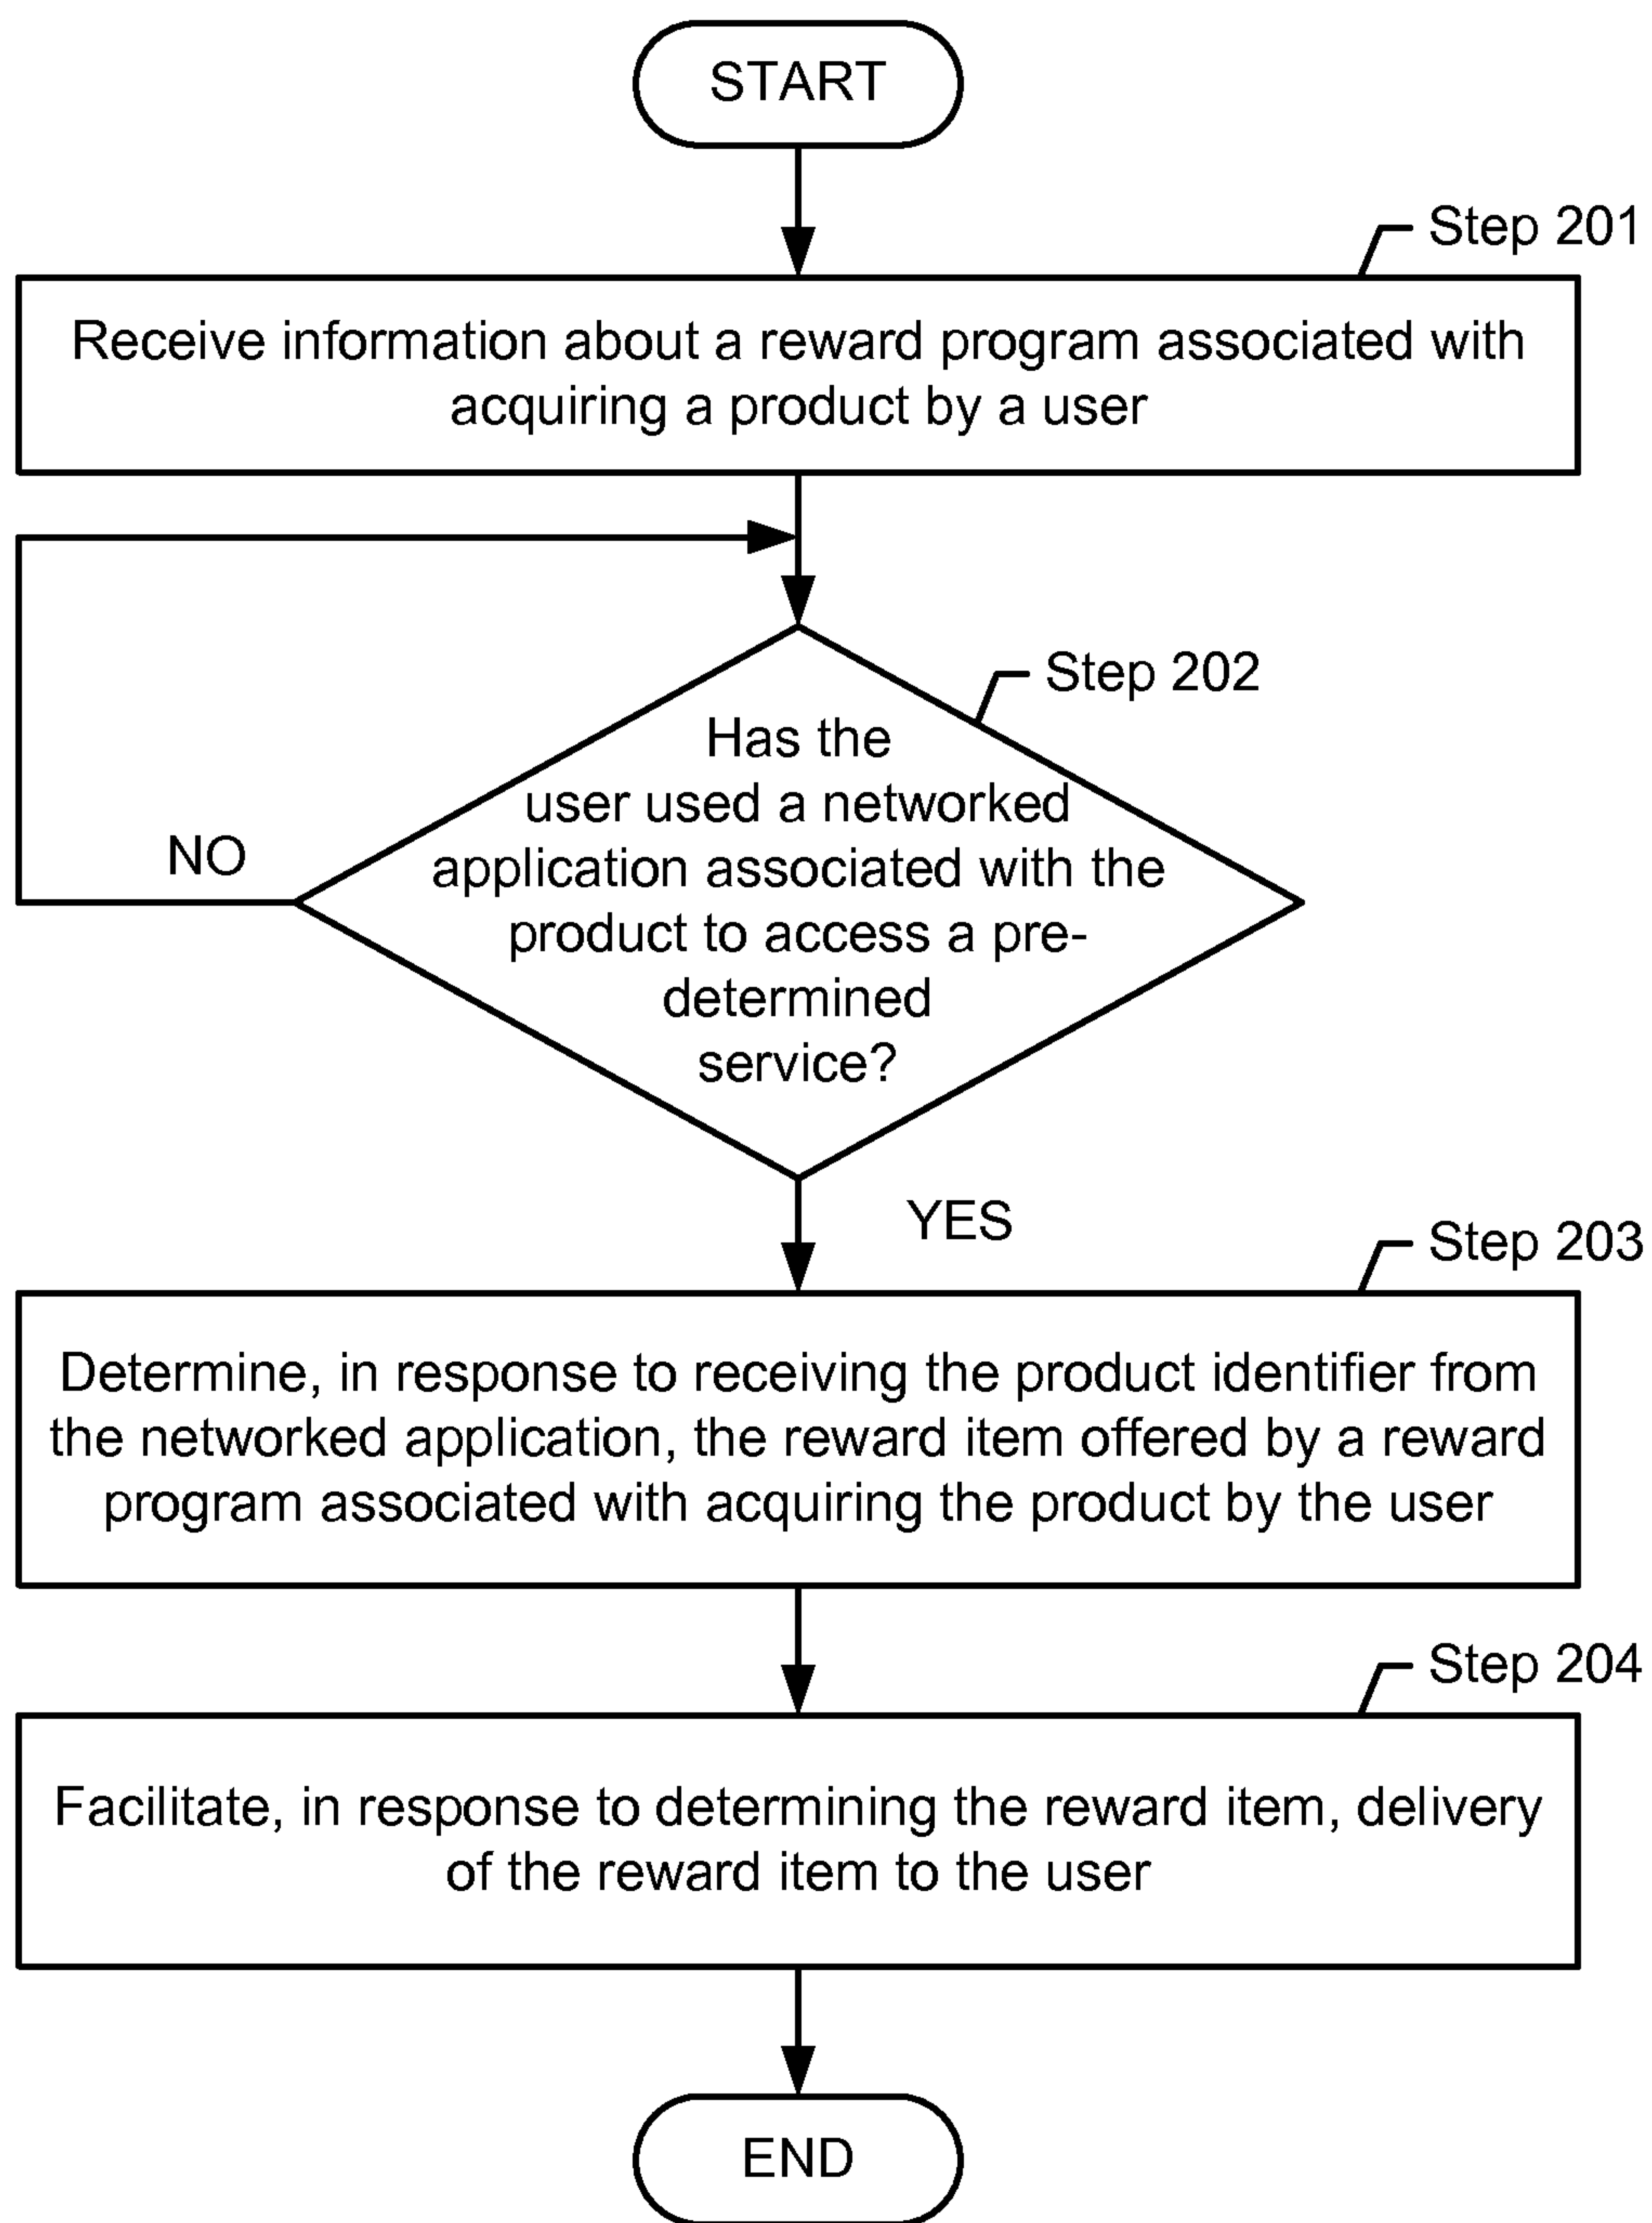 START
Step 201
Receive information about a reward program associated with
acquiring a product by a user
Step 202
Has the
user used a networked
application associated with the
product to access a pre-
determined
service?
NO
YES
Step 203
Determine, in response to receiving the product identifier from
the networked application, the reward item offered by a reward
program associated with acquiring the product by the user
Step 204
Facilitate, in response to determining the reward item, delivery
of the reward item to the user
END